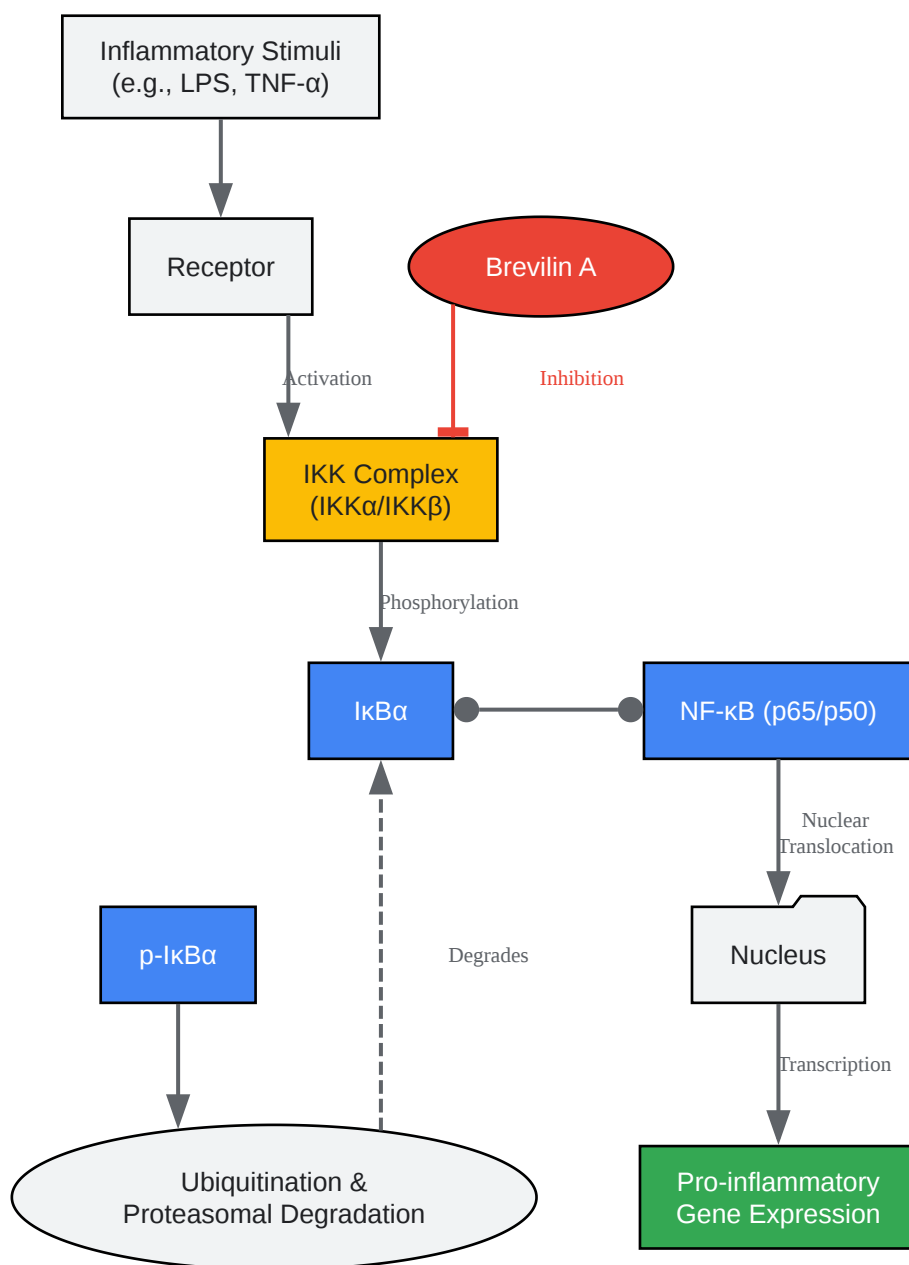 Inflammatory Stimuli
(e.g., LPS, TNF-α)
Receptor
Brevilin A
Activation
Inhibition
IKK Complex
(IKKα/IKKβ)
Phosphorylation
IκBα
NF-κB (p65/p50)
Nuclear
Translocation
p-IκBα
Degrades
Nucleus
Transcription
Ubiquitination &
Proteasomal Degradation
Pro-inflammatory
Gene Expression